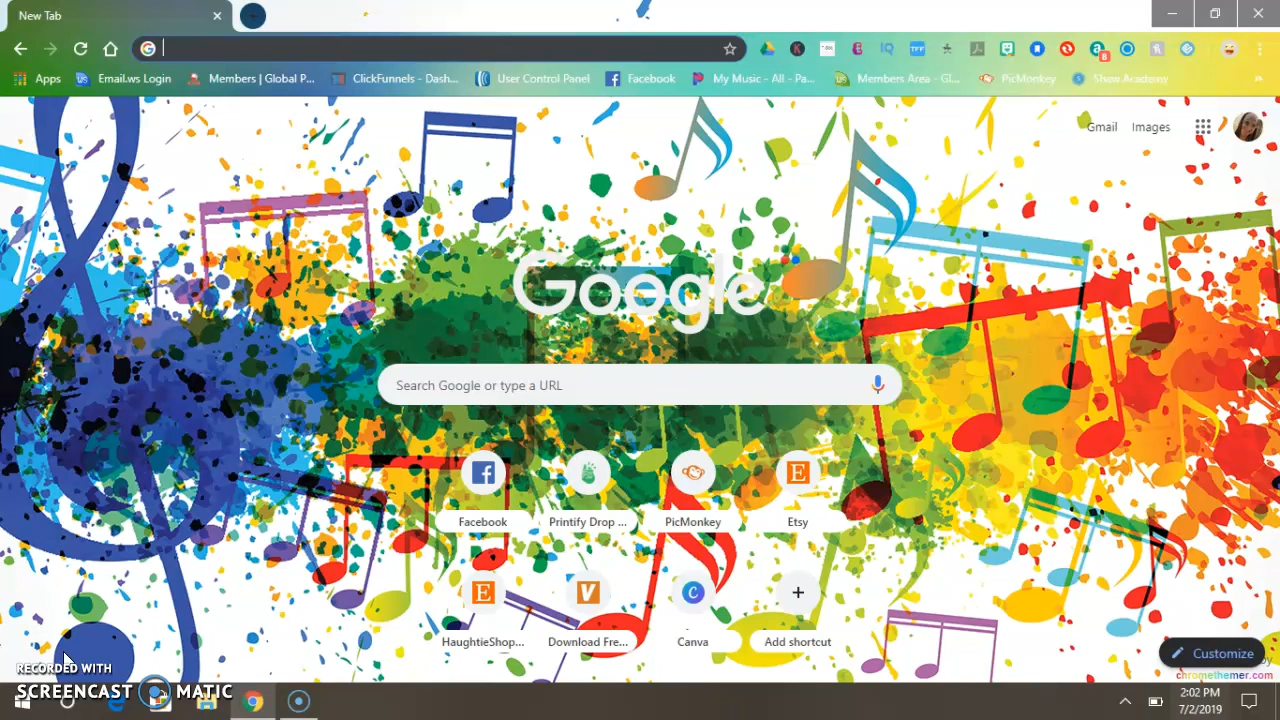 New Tab
Apps
Email.ws Login
Members | Global P...
ClickFunnels - Dash...
User Control Panel
Facebook
My Music - All - Pa...
Members Area - Gl...
PicMonkey
Show Academy
Gmail
Images
Google
Search Google or type a URL
Facebook
Printify Drop ...
PicMonkey
Etsy
HaughtieShop...
Download Fre...
Canva
Add shortcut
Customize
by
chromethemer.com
RECORDED WITH
SCREENCAST MATIC
2:02 PM
7/2/2019